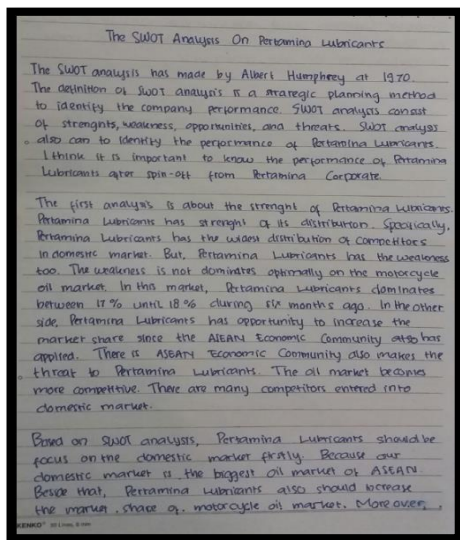 The SWOT Analysis On Pertamina Lubricants
The SWOT analysis has made by Albert Humphrey at 1970.
The definition of SWOT analysis is a strategic planning method
to identify the company performance. SWOT analysis consist
of strenghts, weakness, opportunities, and threats. SWOT analysis
also can to identify the performance of Pertamina Lubricants.
I think it is important to know the performance of Pertamina
Lubricants after spin-off from Pertamina Corporate.
The first analysis is about the strenght of Pertamina Lubricants.
Pertamina Lubricants has strenght of its distribution. Specifically,
Pertamina Lubricants has the widest distribution of competitors
in domestic market. But, Pertamina Lubricants has the weakness
too. The weakness is not dominates optimally on the motorcycle
oil market. In this market, Pertamina Lubricants dominates
between 17% until 18% during six months ago. In the other
side, Pertamina Lubricants has opportunity to increase the
market share since the ASEAN Economic Community also has
applied. There is ASEAN Economic Community also makes the
threat to Pertamina Lubricants. The oil market becomes
more competitive. There are many competitors entered into
domestic market.
Based on SWOT analysis, Pertamina Lubricants should be
focus on the domestic market firstly. Because our
domestic market is the biggest oil market of ASEAN.
Beside that, Pertamina Lubricants also should increase
the market share of motorcycle oil market. Moreover,
KENKO